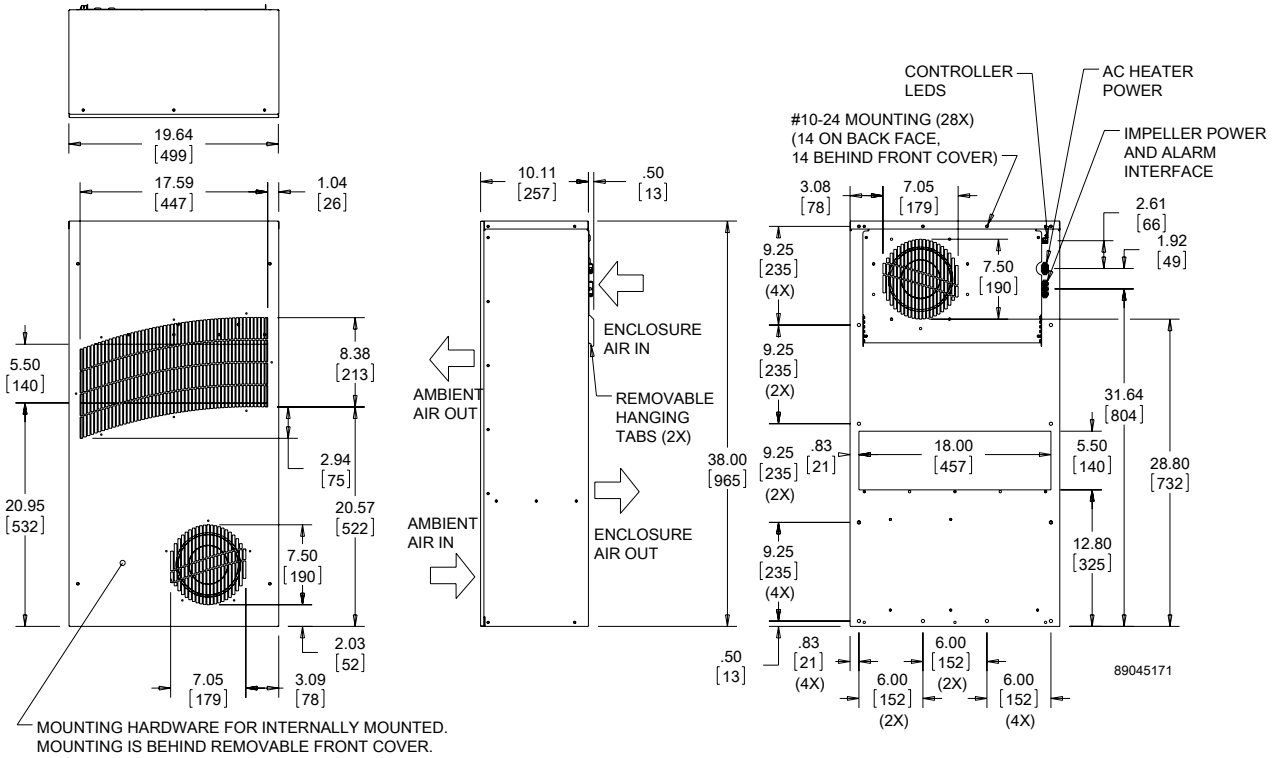 19.64
[499]
17.59
[447]
1.04
[26]
5.50
[140]
8.38
[213]
2.94
[75]
20.95
[532]
20.57
[522]
7.50
[190]
2.03
[52]
7.05
[179]
3.09
[78]
MOUNTING HARDWARE FOR INTERNALLY MOUNTED.
MOUNTING IS BEHIND REMOVABLE FRONT COVER.
10.11
[257]
.50
[13]
ENCLOSURE
AIR IN
AMBIENT
AIR OUT
REMOVABLE
HANGING
TABS (2X)
38.00
[965]
AMBIENT
AIR IN
ENCLOSURE
AIR OUT
CONTROLLER
LEDS
AC HEATER
POWER
#10-24 MOUNTING (28X)
(14 ON BACK FACE,
14 BEHIND FRONT COVER)
IMPELLER POWER
AND ALARM
INTERFACE
3.08
[78]
7.05
[179]
2.61
[66]
1.92
[49]
9.25
[235]
(4X)
7.50
[190]
9.25
[235]
(2X)
31.64
[804]
9.25
[235]
(2X)
.83
[21]
18.00
[457]
5.50
[140]
28.80
[732]
9.25
[235]
(4X)
12.80
[325]
.50
[13]
.83
[21]
(4X)
6.00
[152]
(2X)
6.00
[152]
(2X)
6.00
[152]
(4X)
89045171